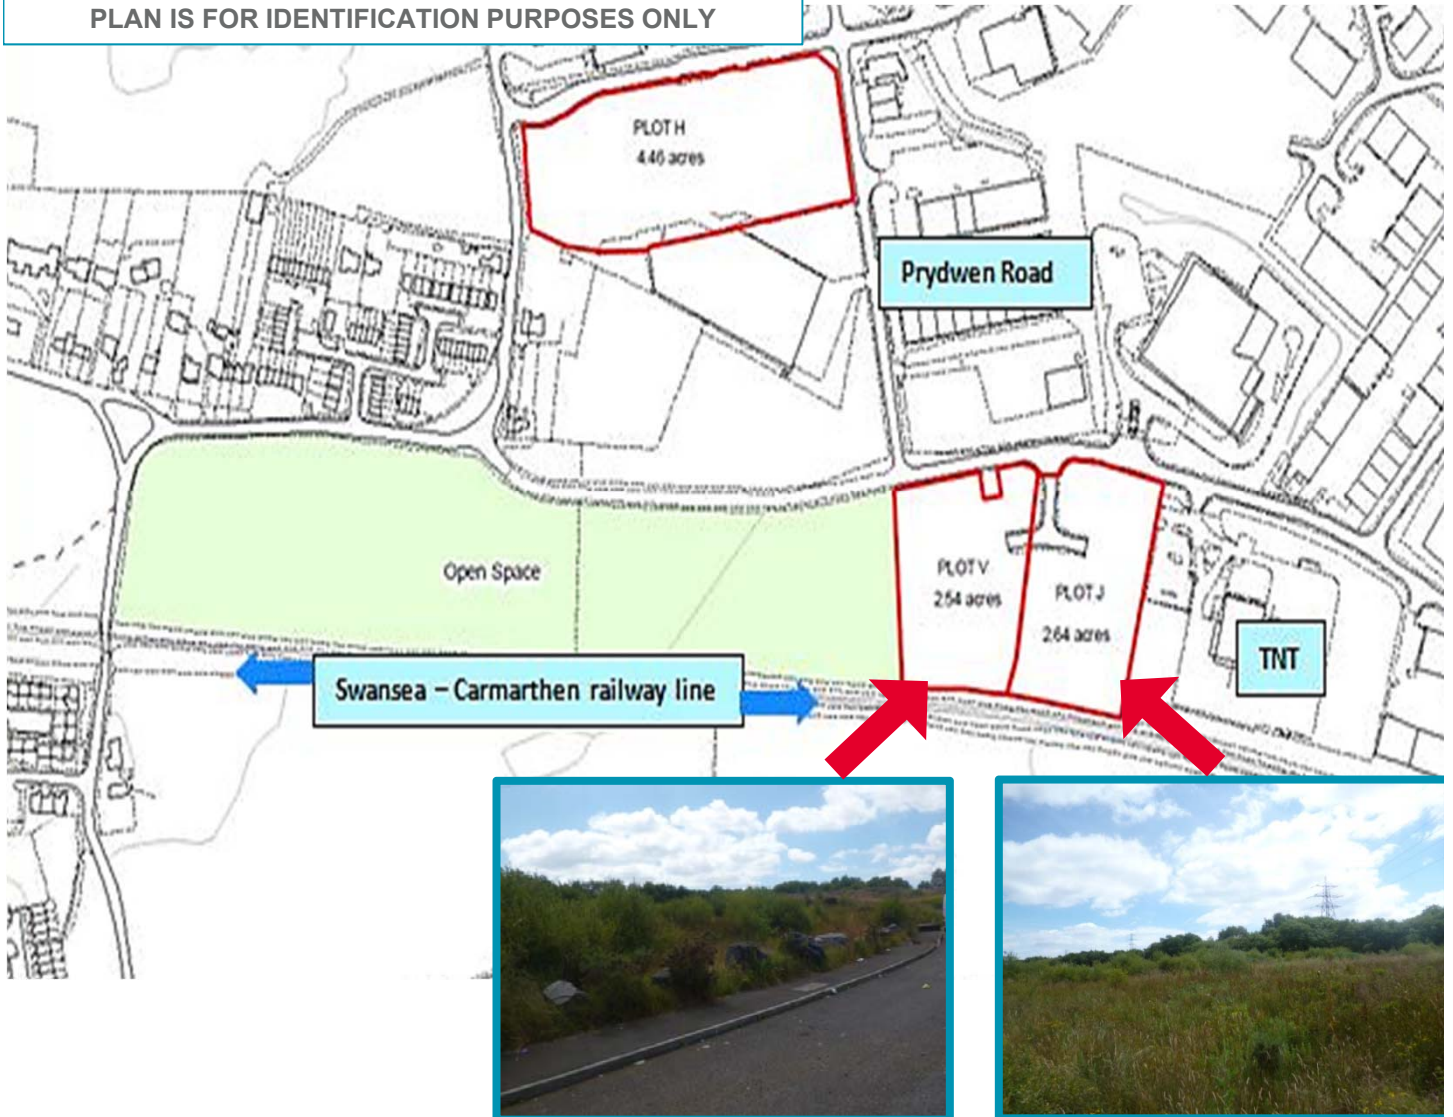 PLAN IS FOR IDENTIFICATION PURPOSES ONLY
PLOT H
4.46 acres
Prydwen Road
Open Space
PLOT V
2.54 acres
PLOT J
2.64 acres
TNT
Swansea – Carmarthen railway line